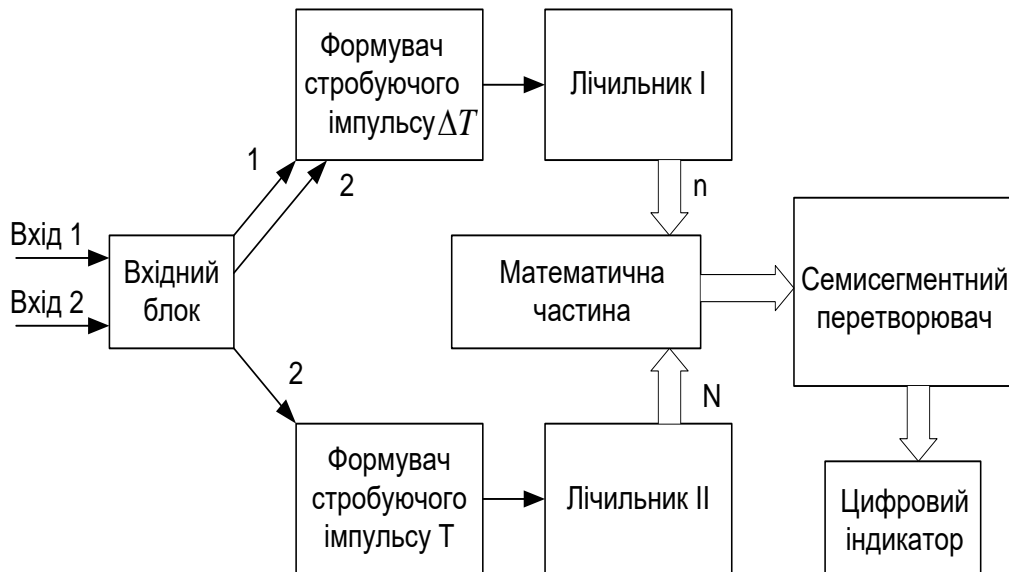 Формувач
стробуючого
імпульсу ΔT
Лічильник I
1
2
n
Вхід 1
Вхід 2
Вхідний
блок
Математична
частина
Семисегментний
перетворювач
2
N
Формувач
стробуючого
імпульсу T
Лічильник II
Цифровий
індикатор